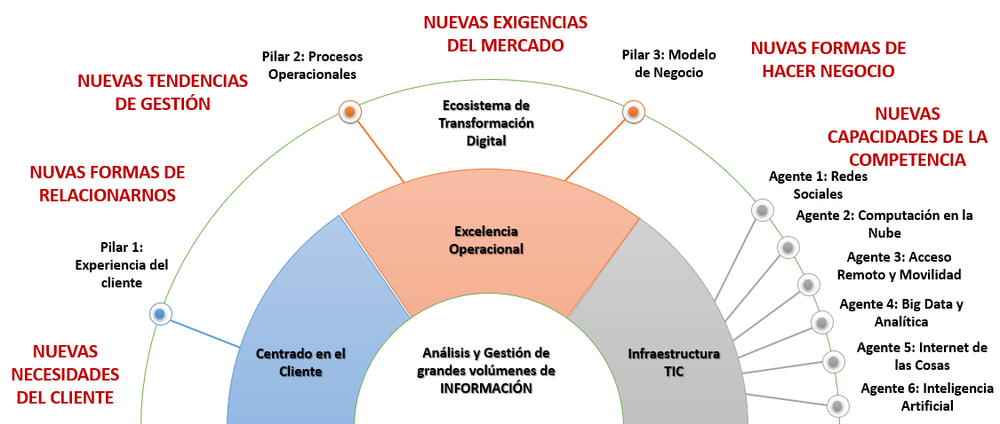 NUEVAS EXIGENCIAS
DEL MERCADO
NUVAS FORMAS DE
HACER NEGOCIO
Pilar 2: Procesos
Operacionales
Pilar 3: Modelo
de Negocio
NUEVAS TENDENCIAS
DE GESTIÓN
Ecosistema de
Transformación
Digital
NUEVAS
CAPACIDADES DE LA
COMPETENCIA
NUVAS FORMAS DE
RELACIONARNOS
Agente 1: Redes
Sociales
Agente 2: Computación en la
Nube
Excelencia
Operacional
Pilar 1:
Experiencia del
cliente
Agente 3: Acceso
Remoto y Movilidad
Agente 4: Big Data y
Analítica
NUEVAS
NECESIDADES
DEL CLIENTE
Centrado en el
Cliente
Análisis y Gestión de
grandes volúmenes de
INFORMACIÓN
Infraestructura
TIC
Agente 5: Internet de
las Cosas
Agente 6: Inteligencia
Artificial